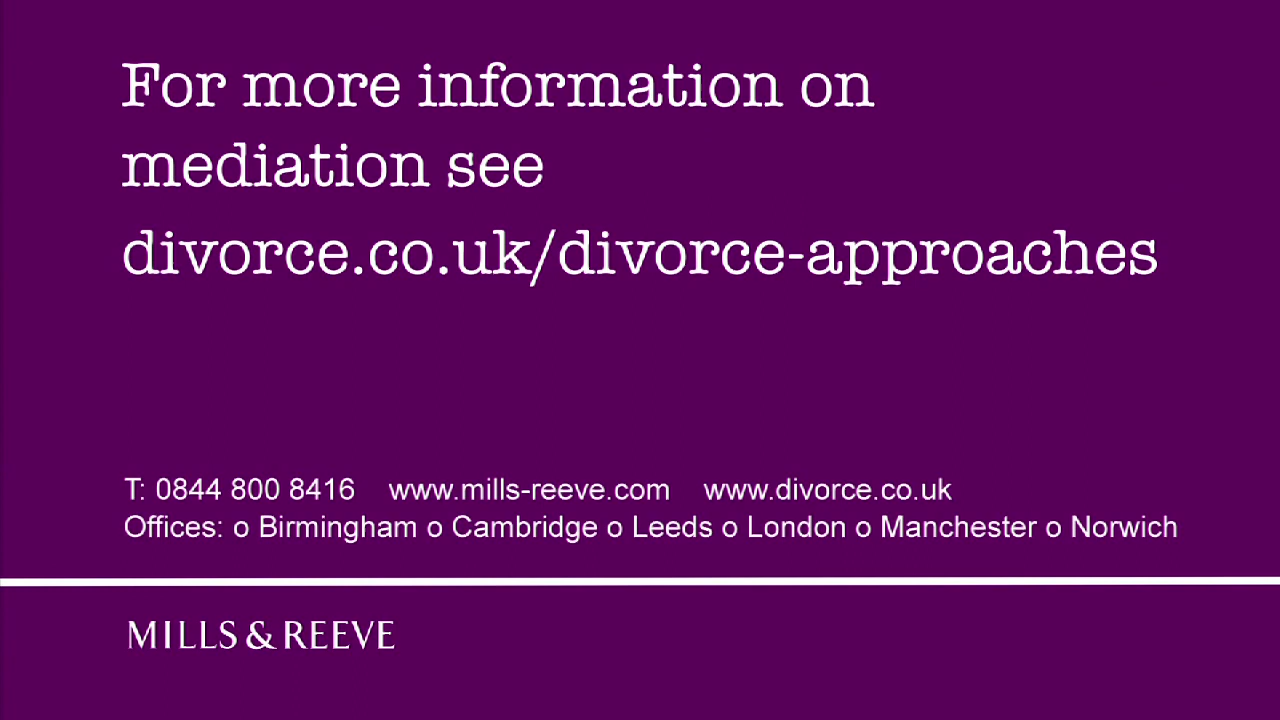 For more information on
mediation see
divorce.co.uk/divorce-approaches
T: 0844 800 8416 www.mills-reeve.com www.divorce.co.uk
Offices: o Birmingham o Cambridge o Leeds o London o Manchester o Norwich
MILLS & REEVE